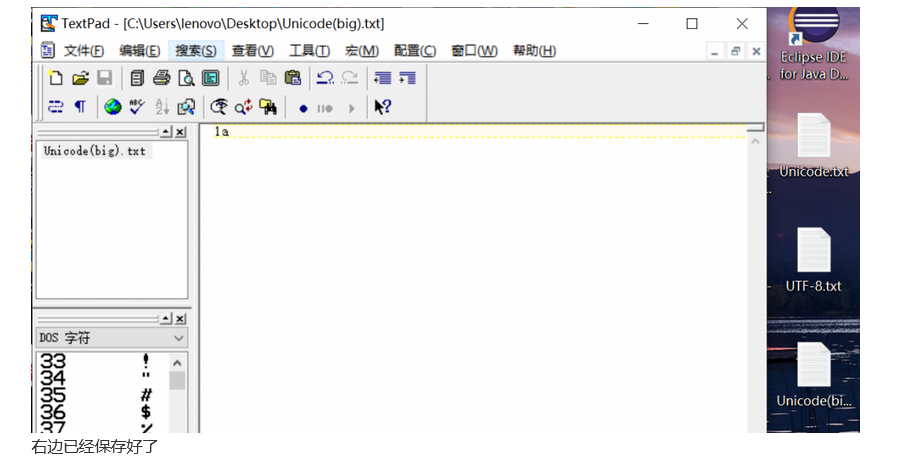 TextPad - [C:\Users\lenovo\Desktop\Unicode(big).txt]
文件(F) 编辑(E) 搜索(S) 查看(V) 工具(T) 宏(M) 配置(C) 窗口(W) 帮助(H)
Unicode(big).txt
1a
DOS 字符
33 !
34 "
35 #
36 $
37 %
Eclipse IDE
for Java D...
Unicode.txt
UTF-8.txt
Unicode(bi...
右边已经保存好了